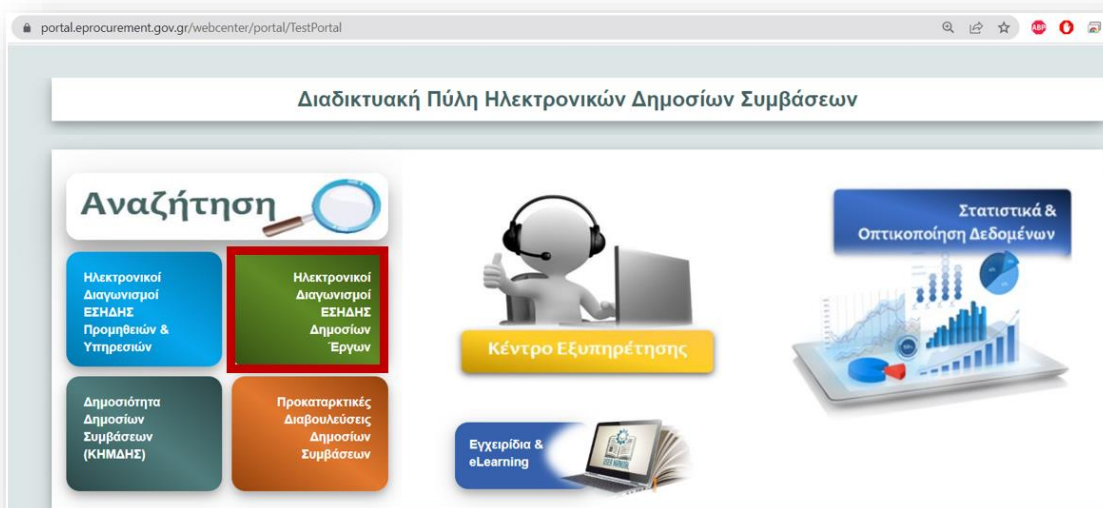 portal.eprocurement.gov.gr/webcenter/portal/TestPortal
ABP
Διαδικτυακή Πύλη Ηλεκτρονικών Δημοσίων Συμβάσεων
Αναζήτηση
Ηλεκτρονικοί
Διαγωνισμοί
ΕΣΗΔΗΣ
Προμηθειών &
Υπηρεσιών
Ηλεκτρονικοί
Διαγωνισμοί
ΕΣΗΔΗΣ
Δημοσίων
Έργων
Δημοσιότητα
Δημοσίων
Συμβάσεων
(ΚΗΜΔΗΣ)
Προκαταρκτικές
Διαβουλεύσεις
Δημοσίων
Συμβάσεων
Κέντρο Εξυπηρέτησης
Εγχειρίδια &
eLearning
USER MANUAL
Στατιστικά &
Οπτικοποίηση Δεδομένων